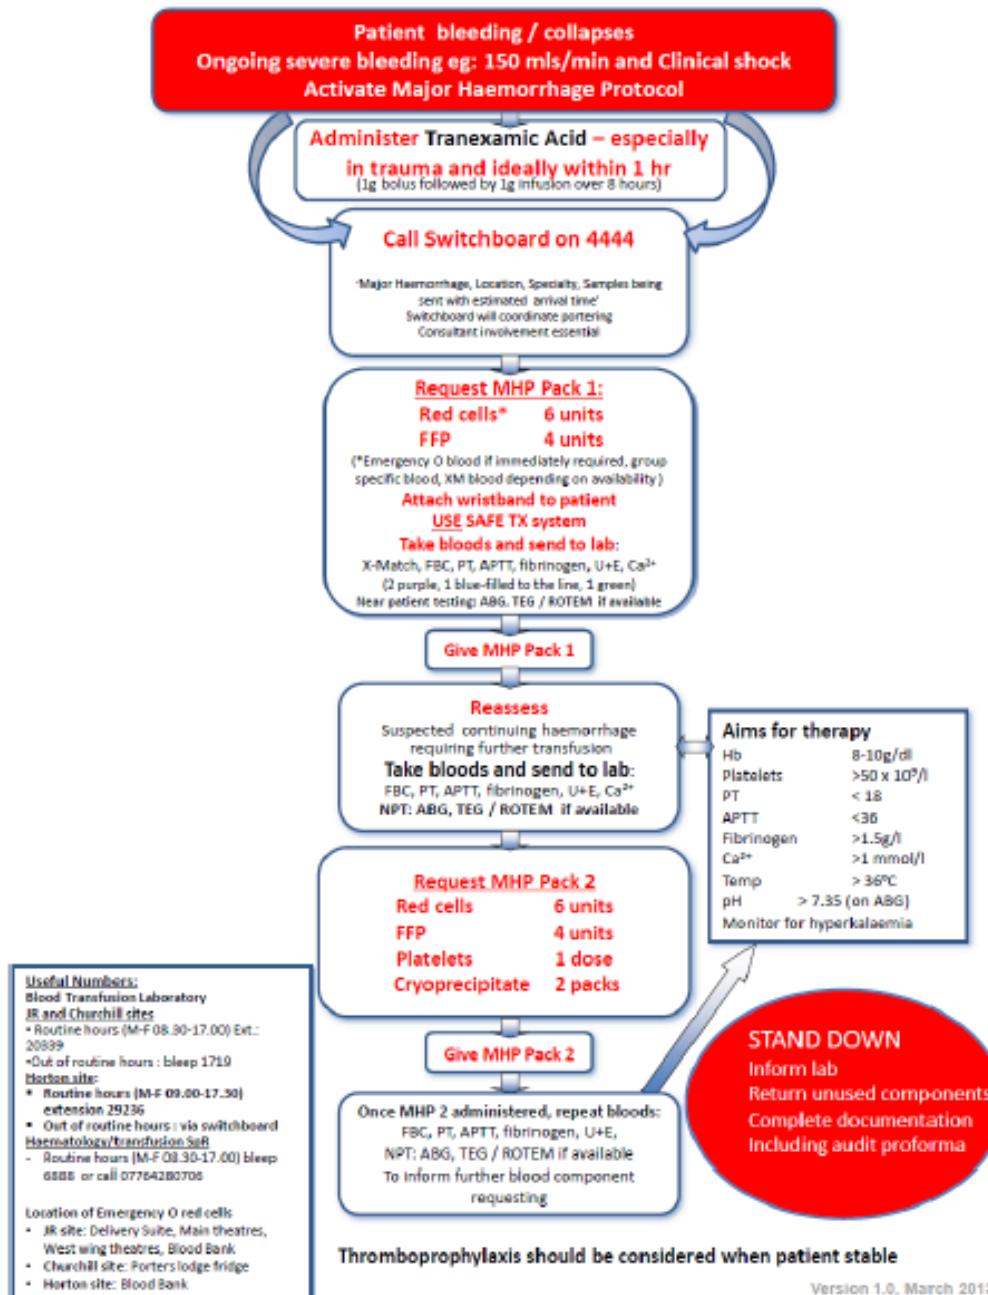 Patient bleeding / collapses
Ongoing severe bleeding eg: 150 mls/min and Clinical shock
Activate Major Haemorrhage Protocol
Administer Tranexamic Acid – especially
in trauma and ideally within 1 hr
(1g bolus followed by 1g infusion over 8 hours)
Call Switchboard on 4444
'Major Haemorrhage, Location, Specialty, Samples being
sent with estimated arrival time'
Switchboard will coordinate portering
Consultant involvement essential
Request MHP Pack 1:
Red cells* 6 units
FFP 4 units
(*Emergency O blood if immediately required, group
specific blood, XM blood depending on availability)
Attach wristband to patient
USE SAFE TX system
Take bloods and send to lab:
X-Match, FBC, PT, APTT, fibrinogen, U+E, Ca²⁺
(2 purple, 1 blue-filled to the line, 1 green)
Near patient testing: ABG. TEG / ROTEM if available
Give MHP Pack 1
Reassess
Suspected continuing haemorrhage
requiring further transfusion
Take bloods and send to lab:
FBC, PT, APTT, fibrinogen, U+E, Ca²⁺
NPT: ABG, TEG / ROTEM if available
Aims for therapy
Hb 8-10g/dl
Platelets >50 x 10⁹/l
PT < 18
APTT <36
Fibrinogen >1.5g/l
Ca²⁺ >1 mmol/l
Temp > 36°C
pH > 7.35 (on ABG)
Monitor for hyperkalaemia
Request MHP Pack 2
Red cells 6 units
FFP 4 units
Platelets 1 dose
Cryoprecipitate 2 packs
Give MHP Pack 2
Once MHP 2 administered, repeat bloods:
FBC, PT, APTT, fibrinogen, U+E,
NPT: ABG, TEG / ROTEM if available
To inform further blood component
requesting
STAND DOWN
Inform lab
Return unused components
Complete documentation
Including audit proforma
Useful Numbers:
Blood Transfusion Laboratory
JR and Churchill sites
• Routine hours (M-F 08.30-17.00) Ext.:
20339
•Out of routine hours : bleep 1719
Horton site:
• Routine hours (M-F 09.00-17.30)
extension 29236
• Out of routine hours : via switchboard
Haematology/transfusion SpR
- Routine hours (M-F 08.30-17.00) bleep
6888 or call 07764280706
Location of Emergency O red cells
• JR site: Delivery Suite, Main theatres,
West wing theatres, Blood Bank
• Churchill site: Porters lodge fridge
• Horton site: Blood Bank
Thromboprophylaxis should be considered when patient stable
Version 1.0, March 2013